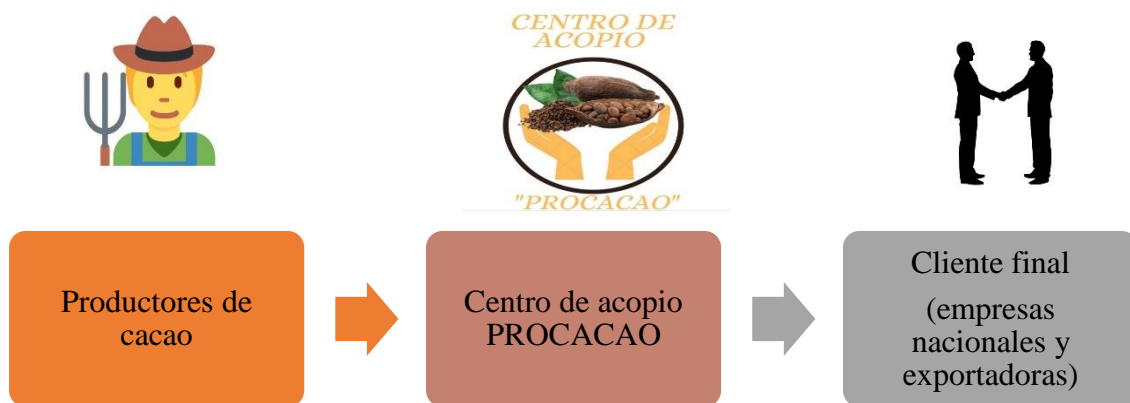 CENTRO DE
ACOPIO
"PROCACAO"
Productores de
cacao
Centro de acopio
PROCACAO
Cliente final
(empresas
nacionales y
exportadoras)